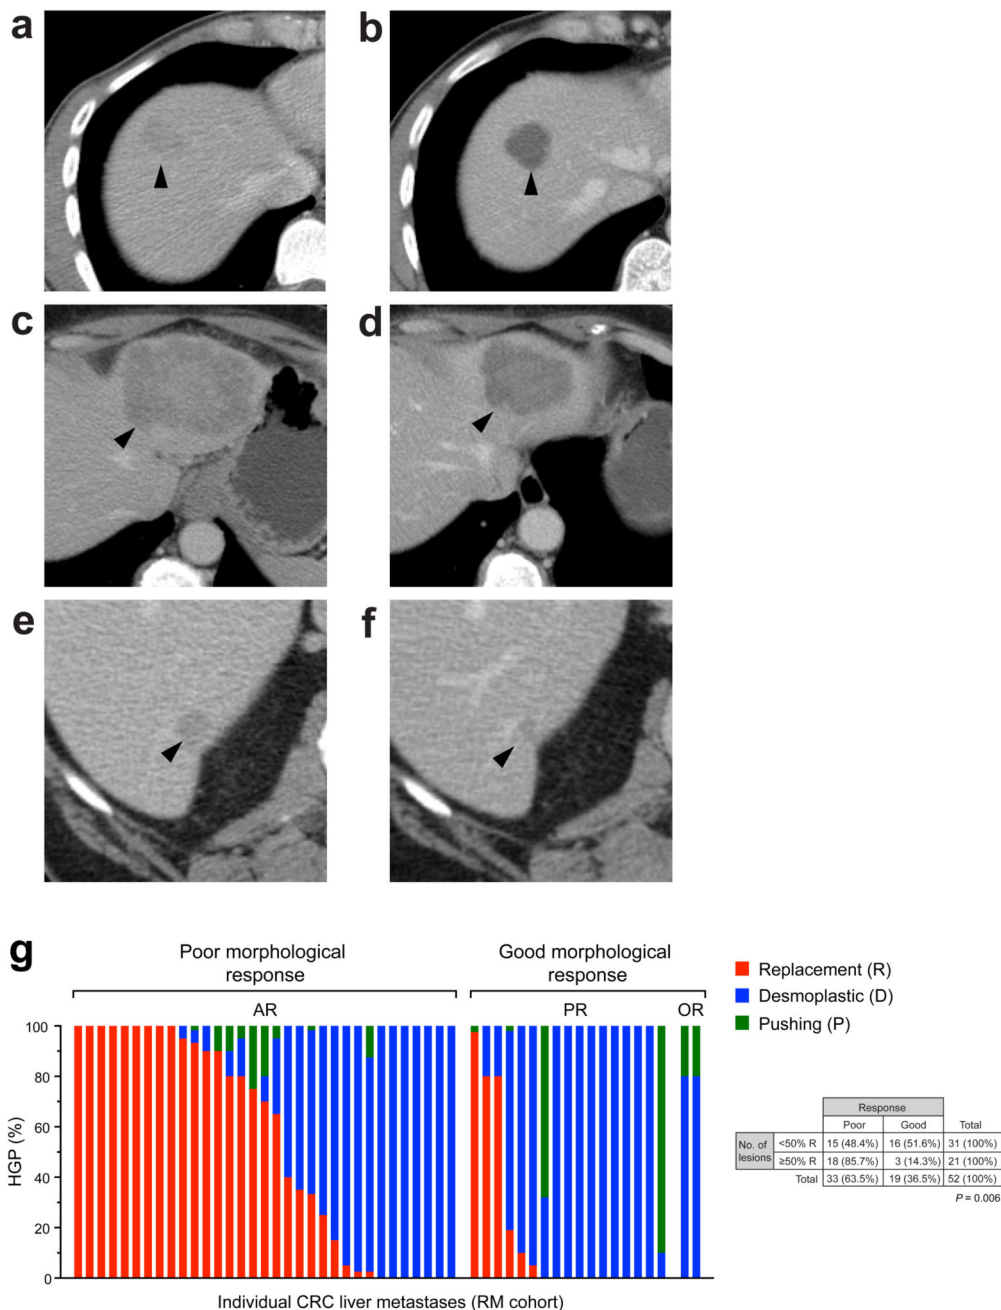 a
b
c
d
e
f
g
Poor morphological
response
Good morphological
response
AR
PR
OR
Replacement (R)
Desmoplastic (D)
Pushing (P)
HGP (%)
100
80
60
40
20
0
Individual CRC liver metastases (RM cohort)
Response
Poor Good Total
No. of
lesions
<50% R 15 (48.4%) 16 (51.6%) 31 (100%)
≥50% R 18 (85.7%) 3 (14.3%) 21 (100%)
Total 33 (63.5%) 19 (36.5%) 52 (100%)
P = 0.006